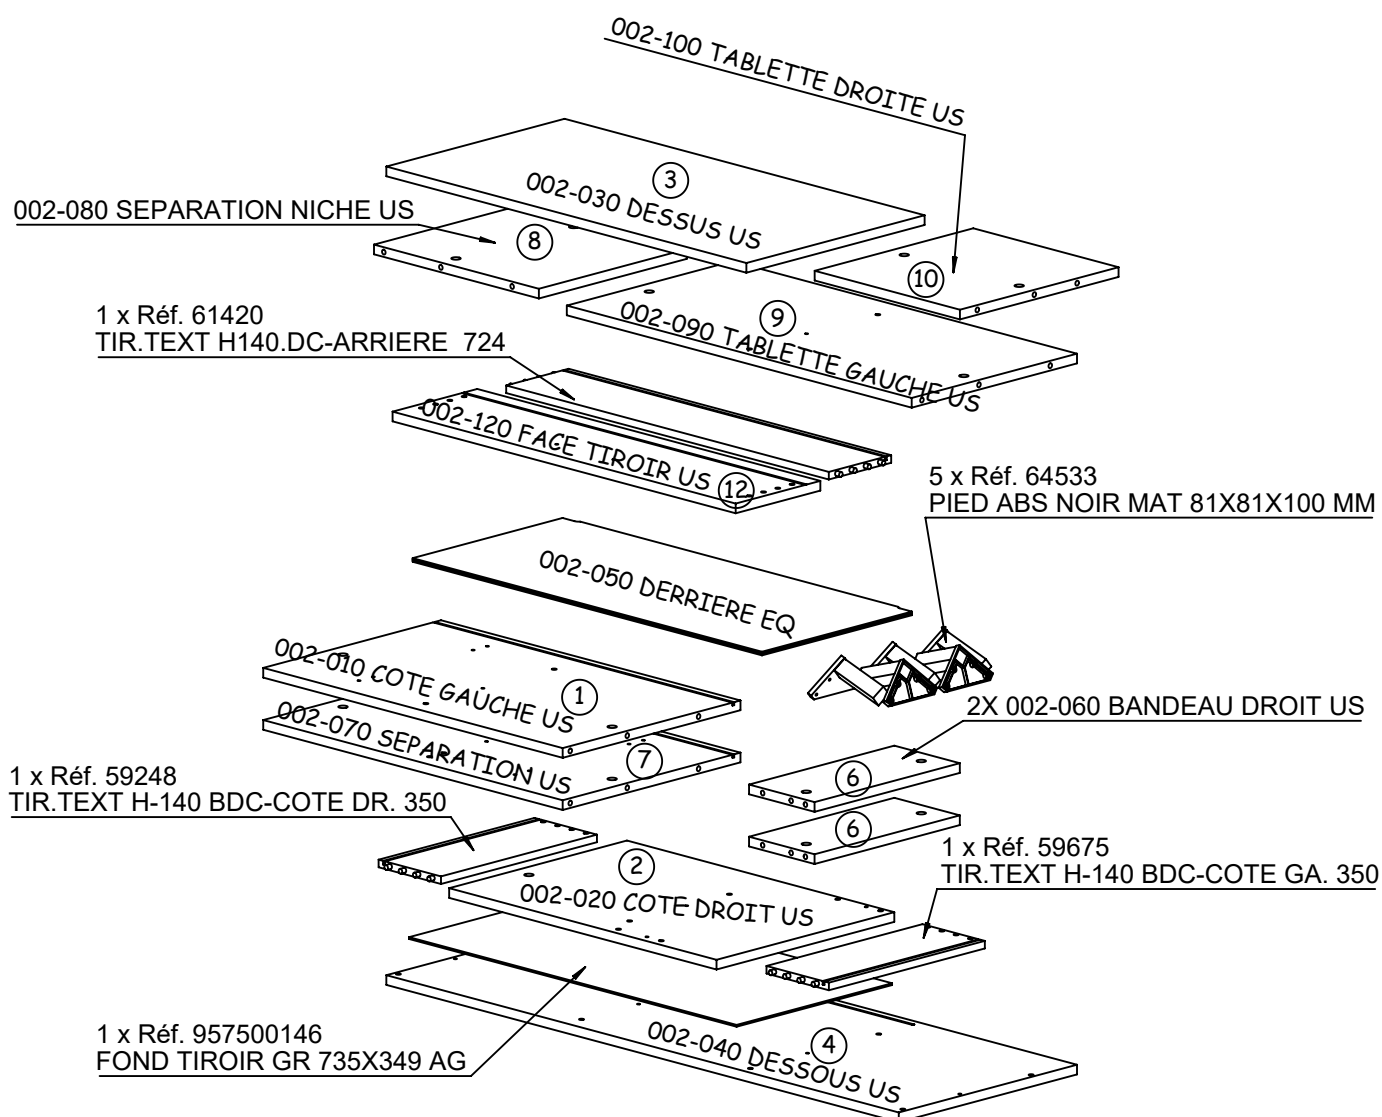 002-100 TABLETTE DROITE US
3
002-030 DESSUS US
002-080 SEPARATION NICHE US
8
10
9
002-090 TABLETTE GAUCHE US
1 x Réf. 61420
TIR.TEXT H140.DC-ARRIERE 724
002-120 FACE TIROIR US
12
5 x Réf. 64533
PIED ABS NOIR MAT 81X81X100 MM
002-050 DERRIERE EQ
002-010 COTE GAUCHE US
1
2X 002-060 BANDEAU DROIT US
002-070 SEPARATION US
7
6
6
1 x Réf. 59248
TIR.TEXT H-140 BDC-COTE DR. 350
2
002-020 COTE DROIT US
1 x Réf. 59675
TIR.TEXT H-140 BDC-COTE GA. 350
1 x Réf. 957500146
FOND TIROIR GR 735X349 AG
002-040 DESSOUS US
4